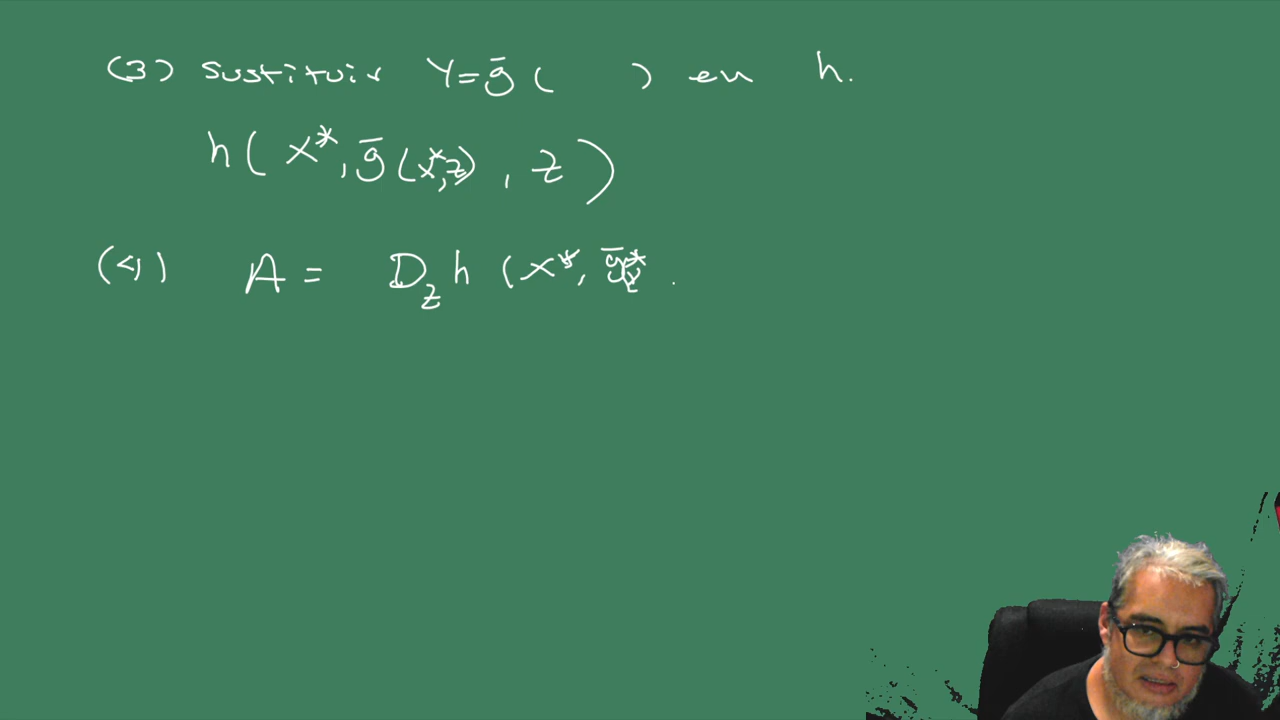 (3) Sustituir Y = ḡ (   ) en h.
h( x*, ḡ(x*,z), z )
(4) A = D_z h (x*, ḡ